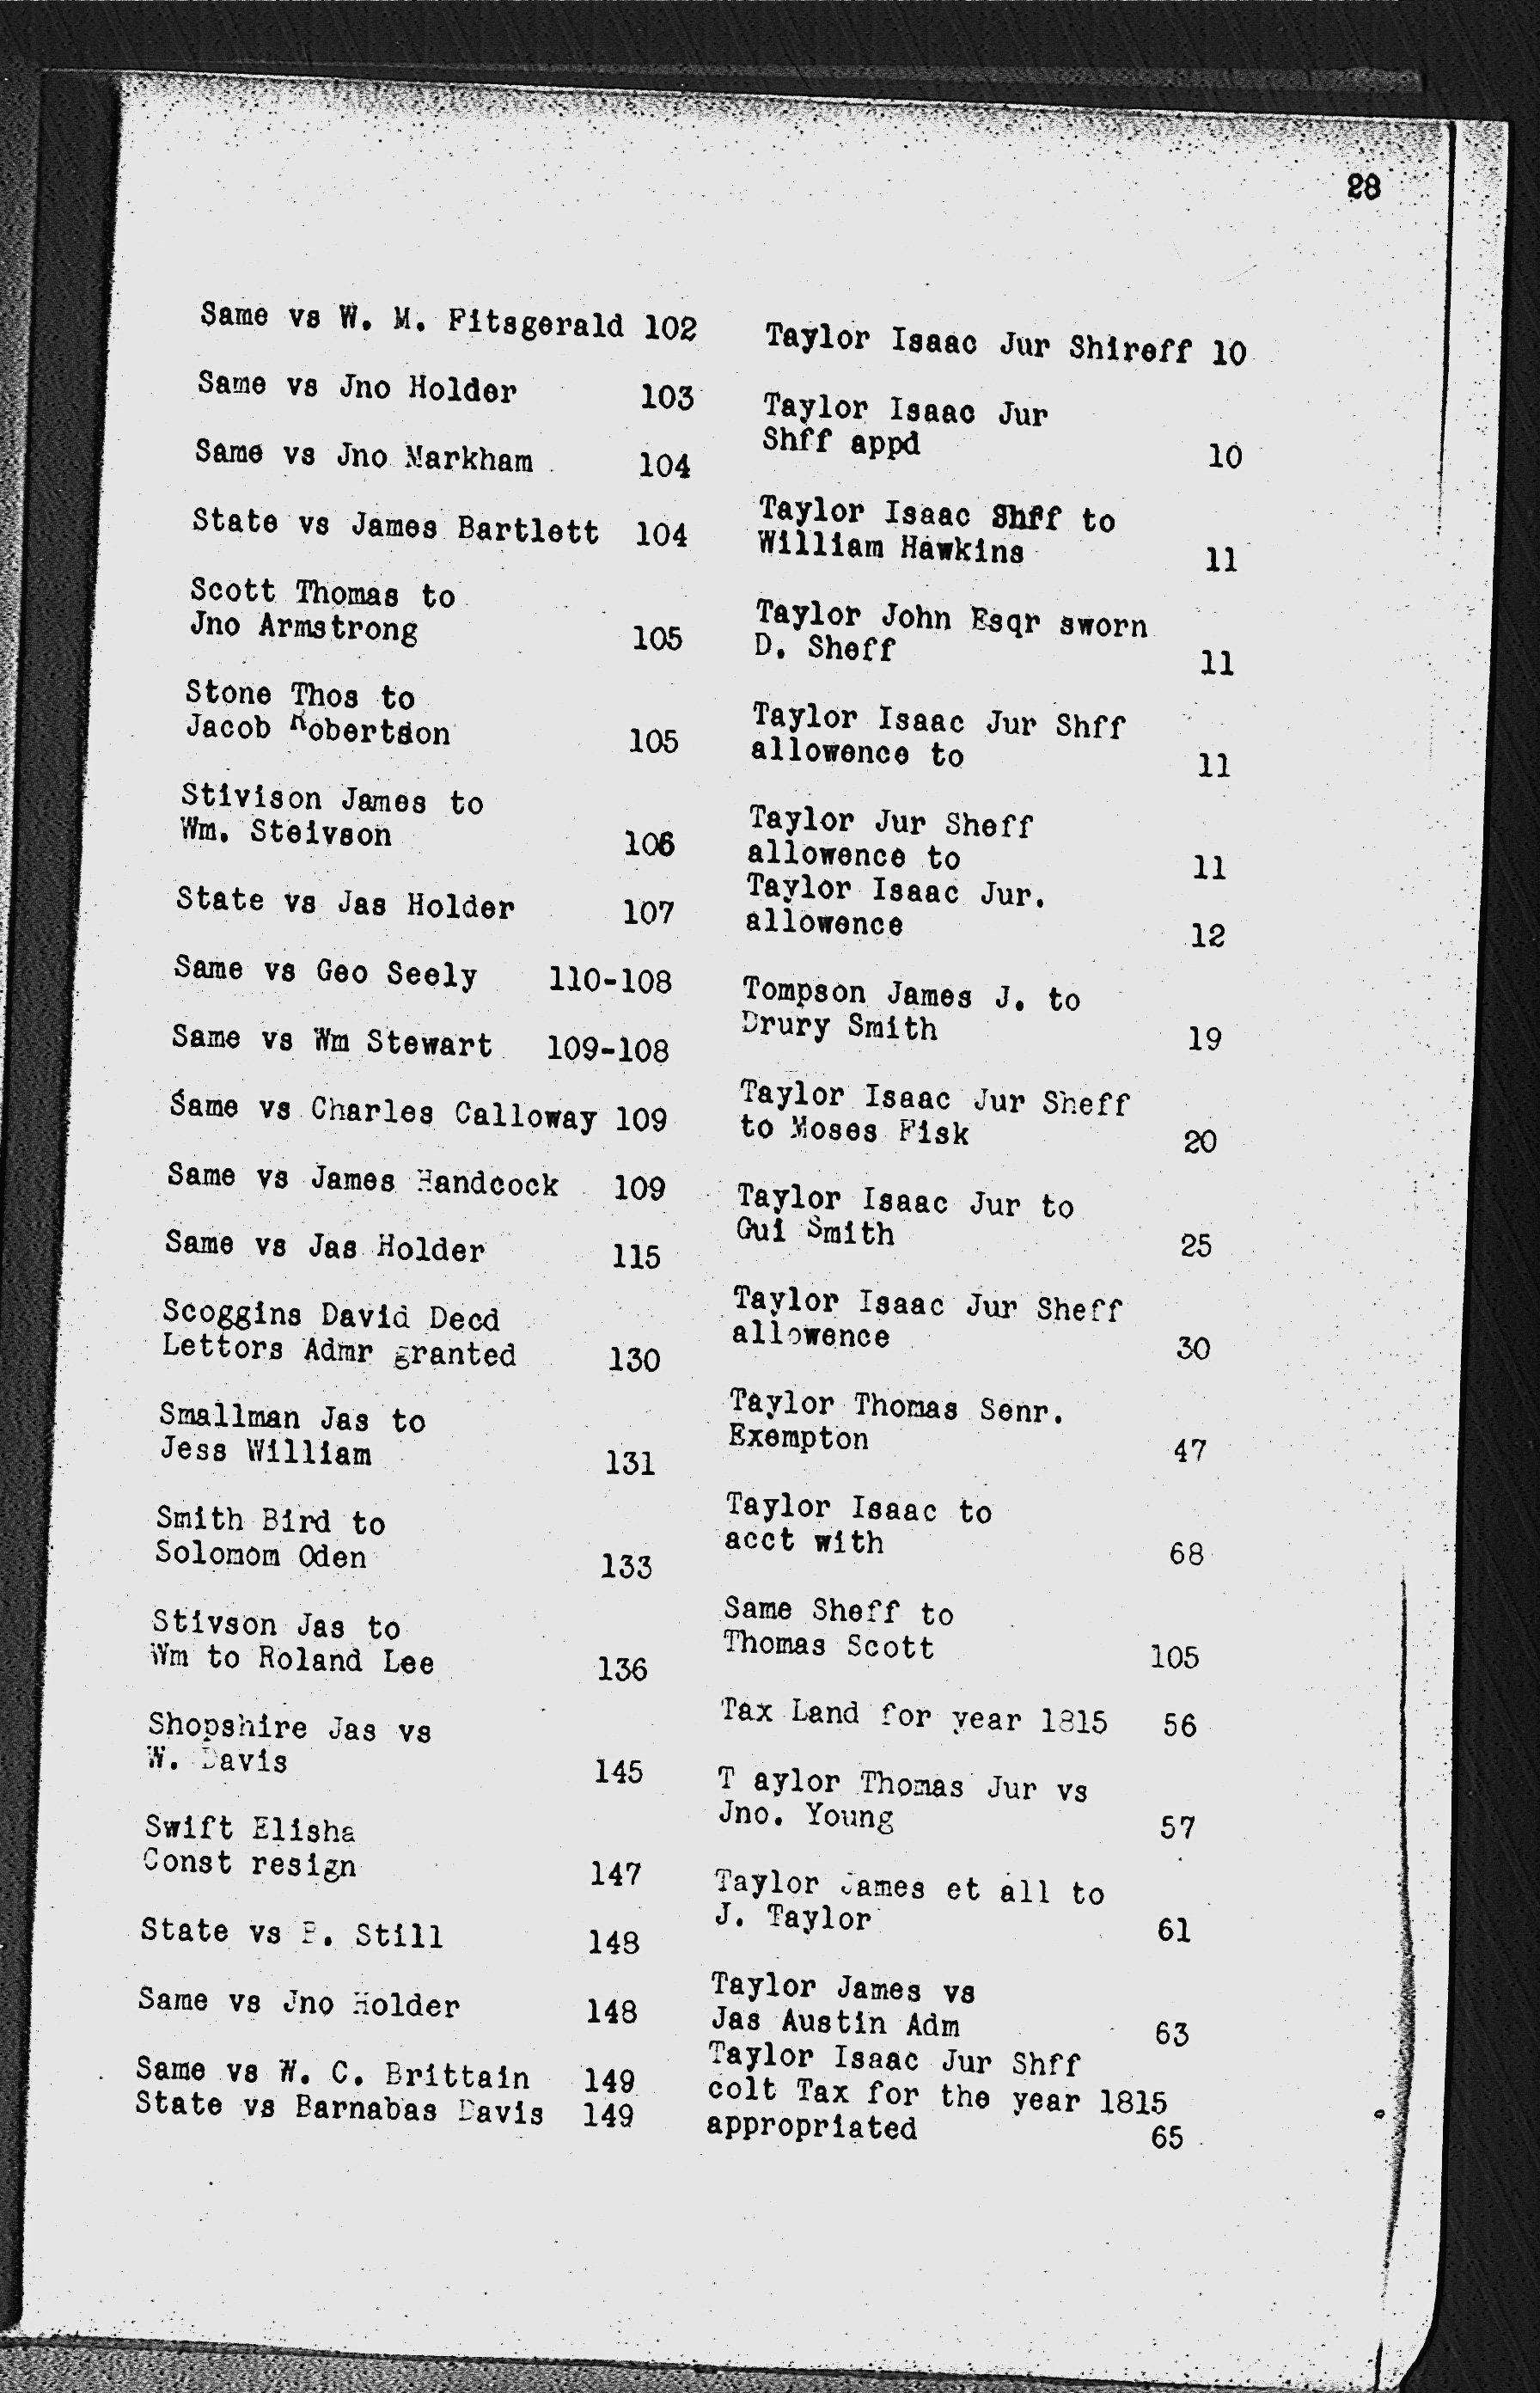 28
Same vs W. M. Fitsgerald 102
Same vs Jno Holder 103
Same vs Jno Markham 104
State vs James Bartlett 104
Scott Thomas to
Jno Armstrong 105
Stone Thos to
Jacob Robertson 105
Stivison James to
Wm. Steivson 106
State vs Jas Holder 107
Same vs Geo Seely 110-108
Same vs Wm Stewart 109-108
Same vs Charles Calloway 109
Same vs James Handcock 109
Same vs Jas Holder 115
Scoggins David Decd
Lettors Admr granted 130
Smallman Jas to
Jess William 131
Smith Bird to
Solomom Oden 133
Stivson Jas to
Wm to Roland Lee 136
Shopshire Jas vs
W. Davis 145
Swift Elisha
Const resign 147
State vs B. Still 148
Same vs Jno Holder 148
Same vs W. C. Brittain 149
State vs Barnabas Davis 149
Taylor Isaac Jur Shireff 10
Taylor Isaac Jur
Shff appd 10
Taylor Isaac Shff to
William Hawkins 11
Taylor John Esqr sworn
D. Sheff 11
Taylor Isaac Jur Shff
allowence to 11
Taylor Jur Sheff
allowence to 11
Taylor Isaac Jur.
allowence 12
Tompson James J. to
Drury Smith 19
Taylor Isaac Jur Sheff
to Moses Fisk 20
Taylor Isaac Jur to
Gui Smith 25
Taylor Isaac Jur Sheff
allowence 30
Taylor Thomas Senr.
Exempton 47
Taylor Isaac to
acct with 68
Same Sheff to
Thomas Scott 105
Tax Land for year 1815 56
T aylor Thomas Jur vs
Jno. Young 57
Taylor James et all to
J. Taylor 61
Taylor James vs
Jas Austin Adm 63
Taylor Isaac Jur Shff
colt Tax for the year 1815
appropriated 65